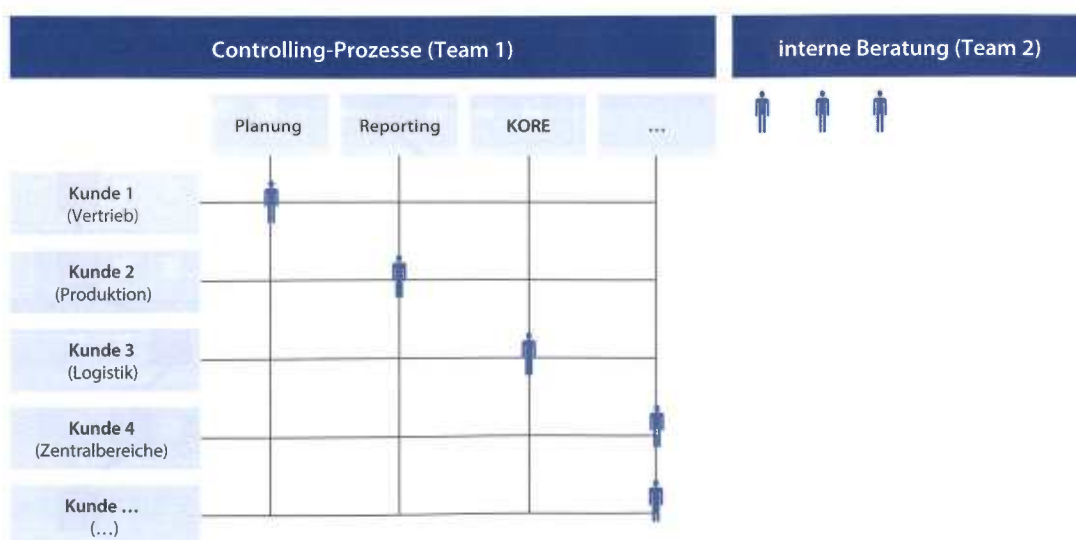 Controlling-Prozesse (Team 1)
interne Beratung (Team 2)
Planung
Reporting
KORE
...
Kunde 1
(Vertrieb)
Kunde 2
(Produktion)
Kunde 3
(Logistik)
Kunde 4
(Zentralbereiche)
Kunde ...
(...)